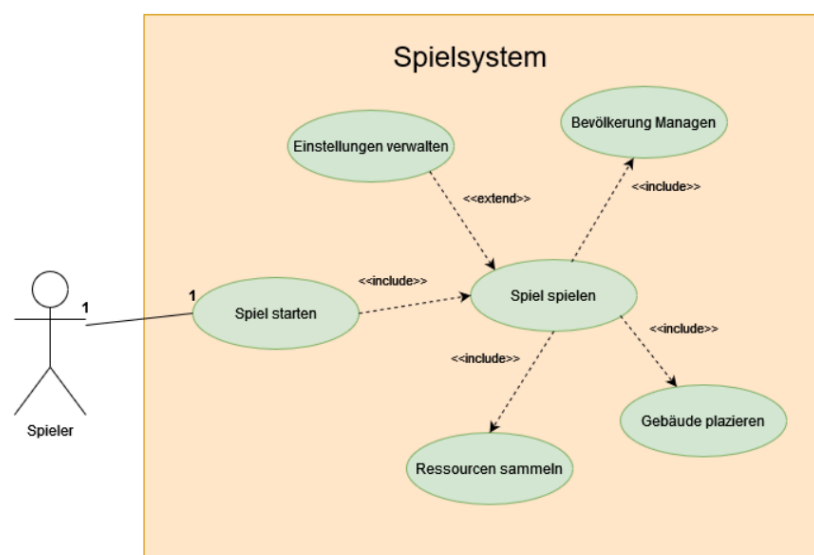 Spielsystem
Bevölkerung Managen
Einstellungen verwalten
<<include>>
<<extend>>
<<include>>
1
1
Spiel starten
Spiel spielen
<<include>>
<<include>>
Gebäude plazieren
Spieler
Ressourcen sammeln